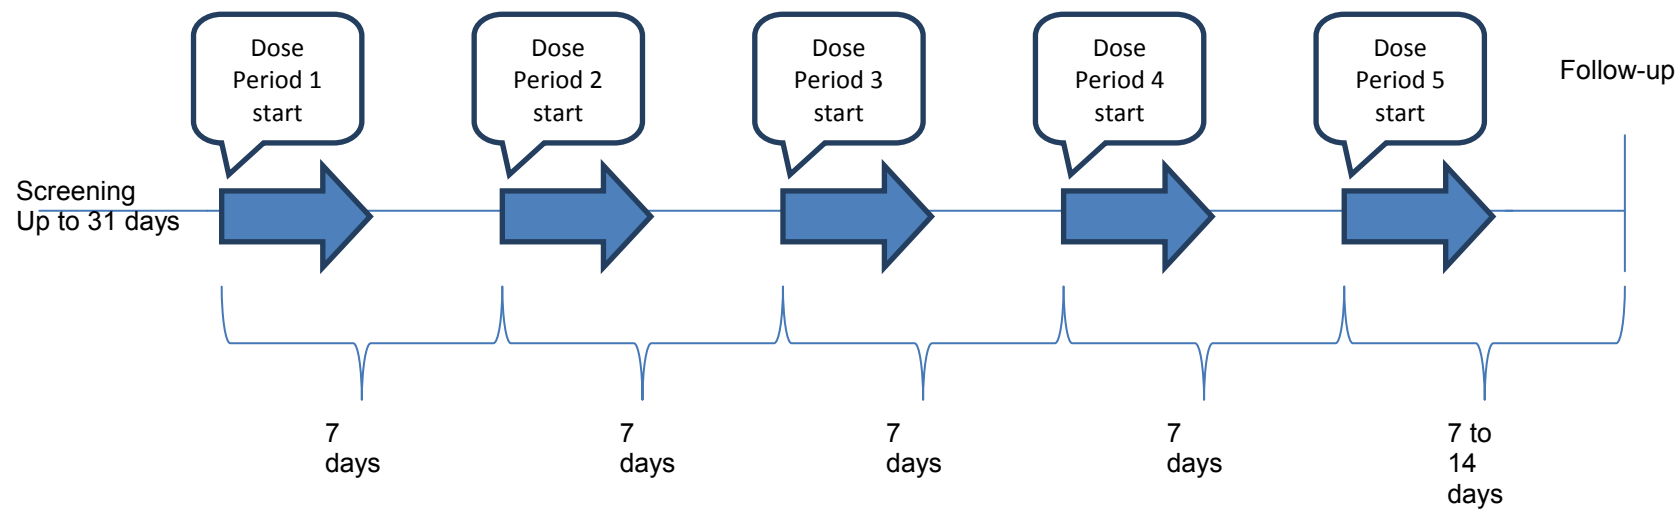 Dose
Period 1
start
Dose
Period 2
start
Dose
Period 3
start
Dose
Period 4
start
Dose
Period 5
start
Follow-up
Screening
Up to 31 days
7
days
7
days
7
days
7
days
7 to
14
days